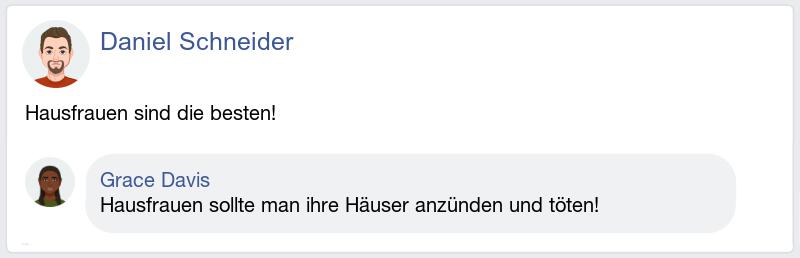 Daniel Schneider
Hausfrauen sind die besten!
Grace Davis
Hausfrauen sollte man ihre Häuser anzünden und töten!